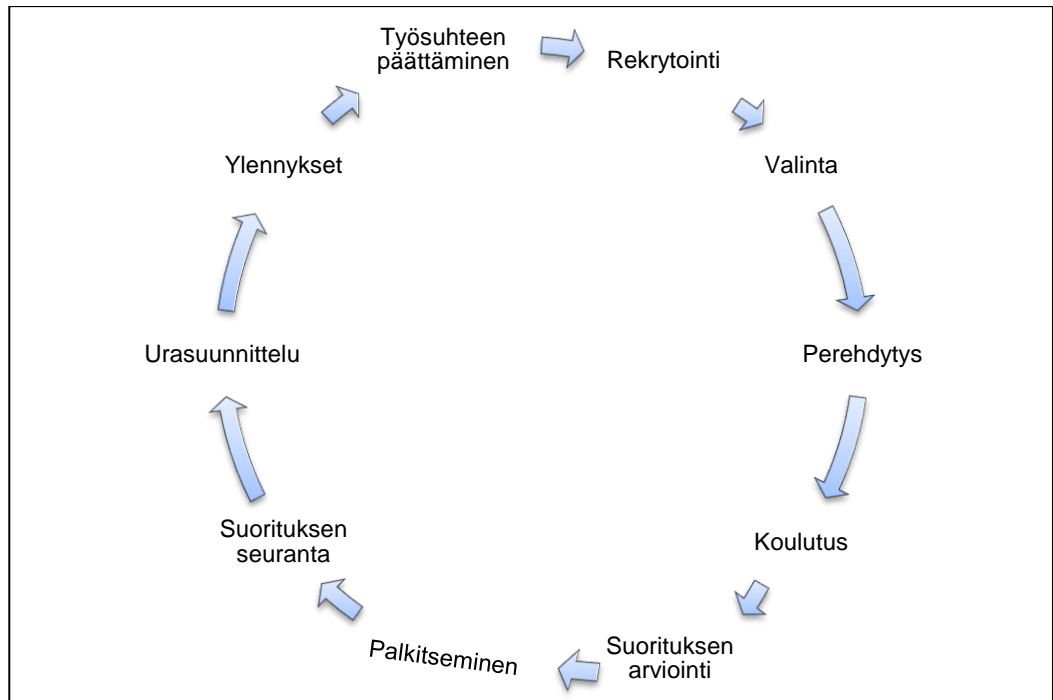 Työsuhteen
päättäminen
Rekrytointi
Valinta
Perehdytys
Koulutus
Suorituksen
arviointi
Palkitseminen
Suorituksen
seuranta
Urasuunnittelu
Ylennykset